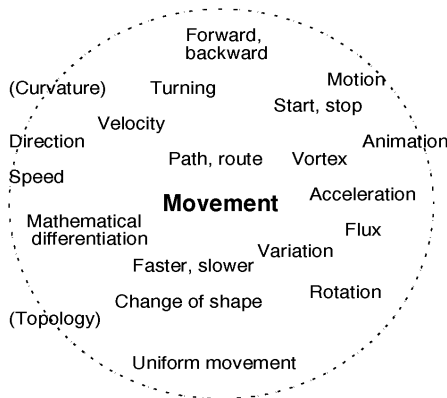 Forward,
backward
Motion
(Curvature)
Turning
Start, stop
Velocity
Direction
Animation
Path, route
Vortex
Speed
Movement
Acceleration
Mathematical
differentiation
Flux
Variation
Faster, slower
Change of shape
Rotation
(Topology)
Uniform movement